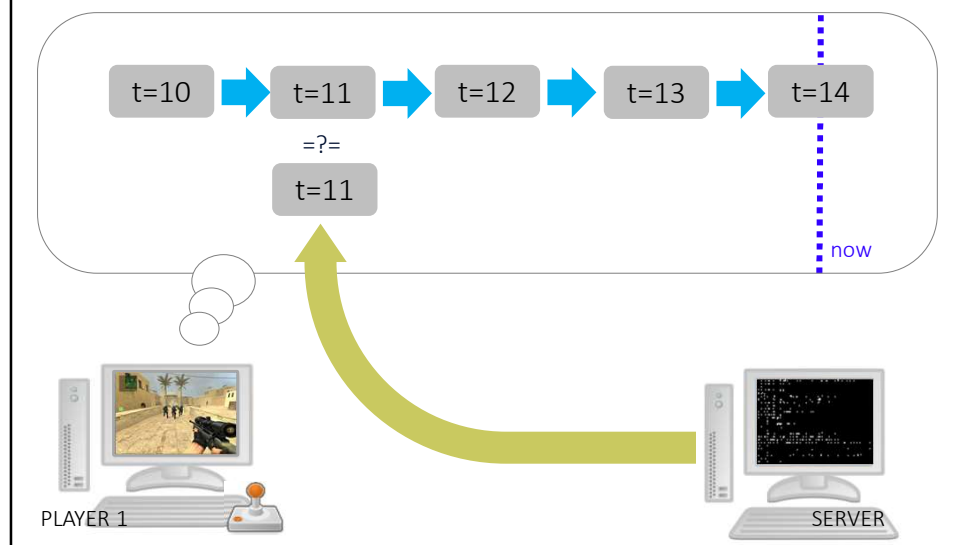 t=10
t=11
t=12
t=13
t=14
=?=
t=11
now
PLAYER 1
SERVER